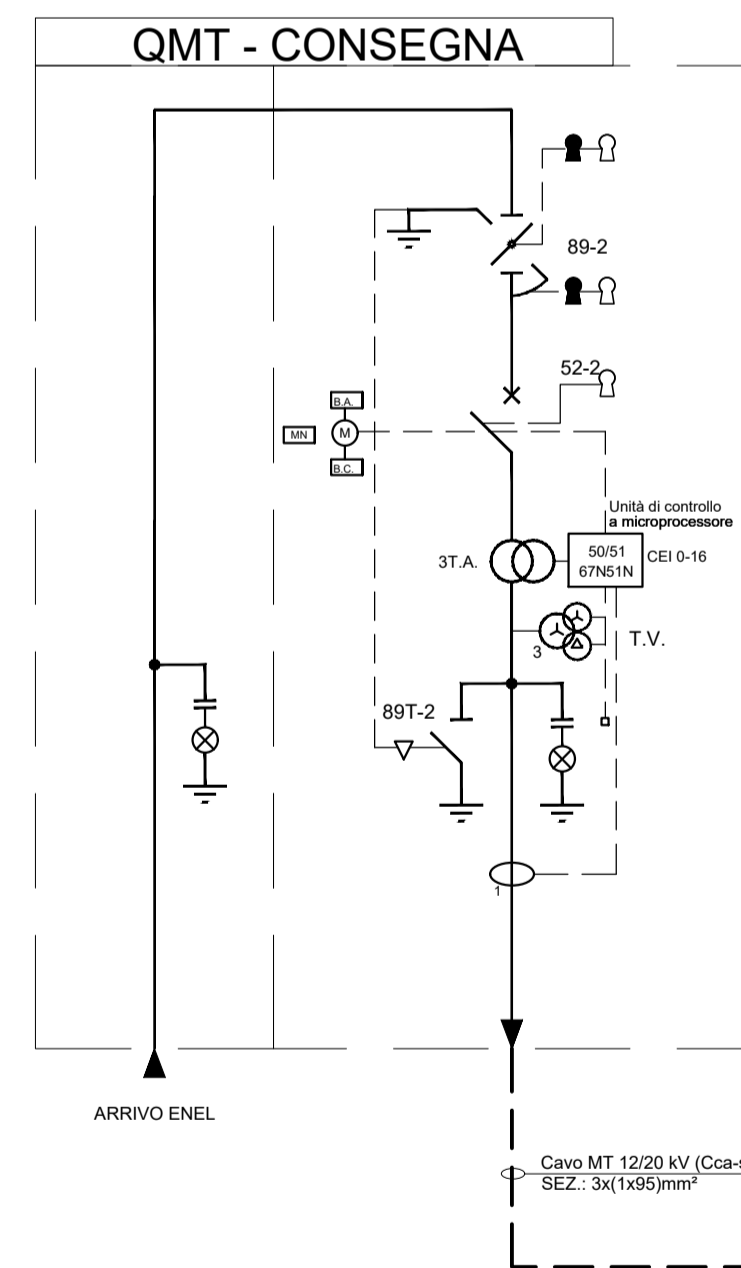 QMT - CONSEGNA
89-2
52-2
B.A.
MN
M
B.C.
Unità di controllo
a microprocessore
3T.A.
50/51
67N51N
CEI 0-16
3
T.V.
89T-2
1
ARRIVO ENEL
Cavo MT 12/20 kV (Cca-s
SEZ.: 3x(1x95)mm²